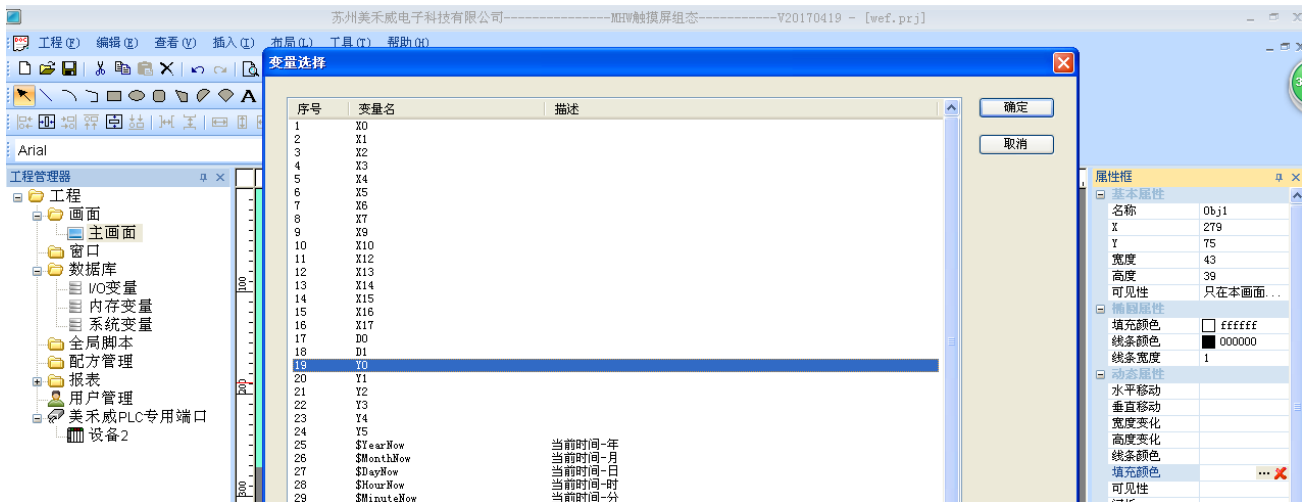 苏州美禾威电子科技有限公司---------------MHW触摸屏组态-----------V20170419 - [wef.prj]
工程(F) 编辑(E) 查看(V) 插入(I) 布局(L) 工具(T) 帮助(H)
变量选择
Arial
工程管理器
工程
画面
主画面
窗口
数据库
I/O变量
内存变量
系统变量
全局脚本
配方管理
报表
用户管理
美禾威PLC专用端口
设备2
100
200
300
序号 变量名 描述
1 X0
2 X1
3 X2
4 X3
5 X4
6 X5
7 X6
8 X7
9 X9
10 X10
11 X12
12 X13
13 X14
14 X15
15 X16
16 X17
17 D0
18 D1
19 Y0
20 Y1
21 Y2
22 Y3
23 Y4
24 Y5
25 $YearNow 当前时间-年
26 $MonthNow 当前时间-月
27 $DayNow 当前时间-日
28 $HourNow 当前时间-时
29 $MinuteNow 当前时间-分
确定
取消
属性框
基本属性
名称 Obj1
X 279
Y 75
宽度 43
高度 39
可见性 只在本画面...
椭圆属性
填充颜色 ffffff
线条颜色 000000
线条宽度 1
动态属性
水平移动
垂直移动
宽度变化
高度变化
线条颜色
填充颜色 ...
可见性